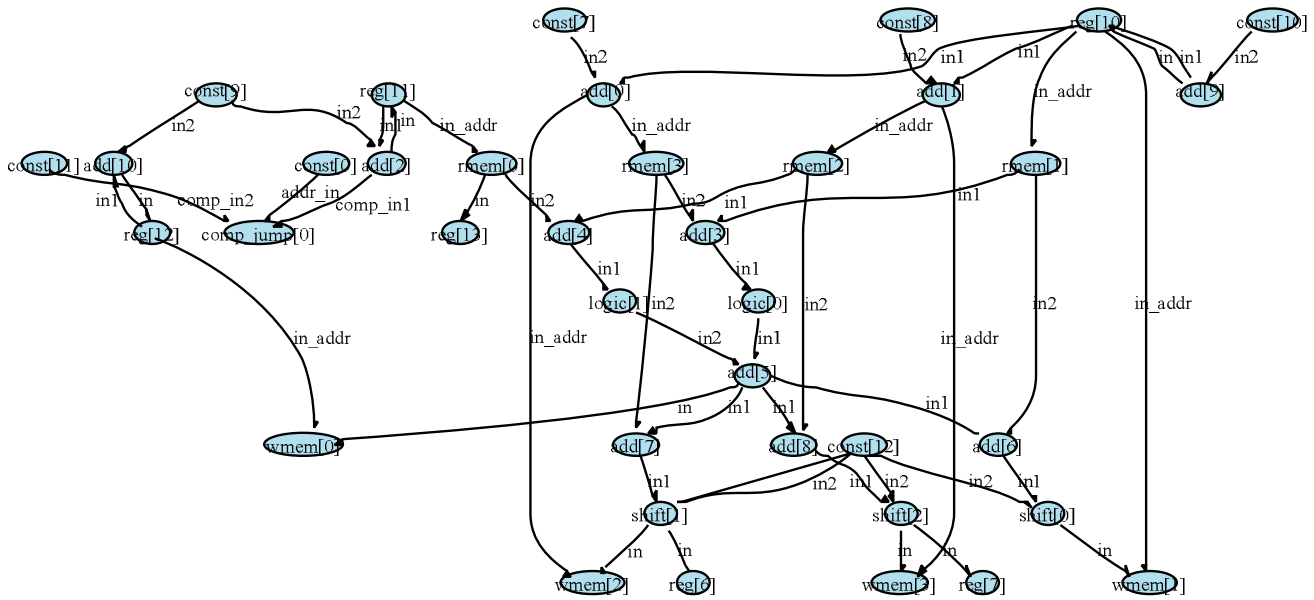 const[7] const[8] reg[10] const[10]
in2 in2 in1 in1 in in1 in2
const[9] reg[11] add[0] add[1] in_addr add[9]
in2 in2 in1 in in_addr in_addr in_addr
const[11] add[10] const[0] add[2] rmem[0] rmem[3] rmem[2] rmem[1]
in1 in comp_in2 addr_in comp_in1 in in2 in2 in1 in1
reg[12] comp_jump[0] reg[13] add[4] add[3]
in1 in1
logic[1] in2 logic[0] in2 in2 in_addr
in_addr in_addr in2 in1 in_addr
add[5]
in in1 in1 in1
wmem[0] add[7] add[8] const[12] add[6]
in1 in2 in1 in2 in2 in1
shift[1] shift[2] shift[0]
in in in in in
wmem[2] reg[6] wmem[3] reg[7] wmem[1]